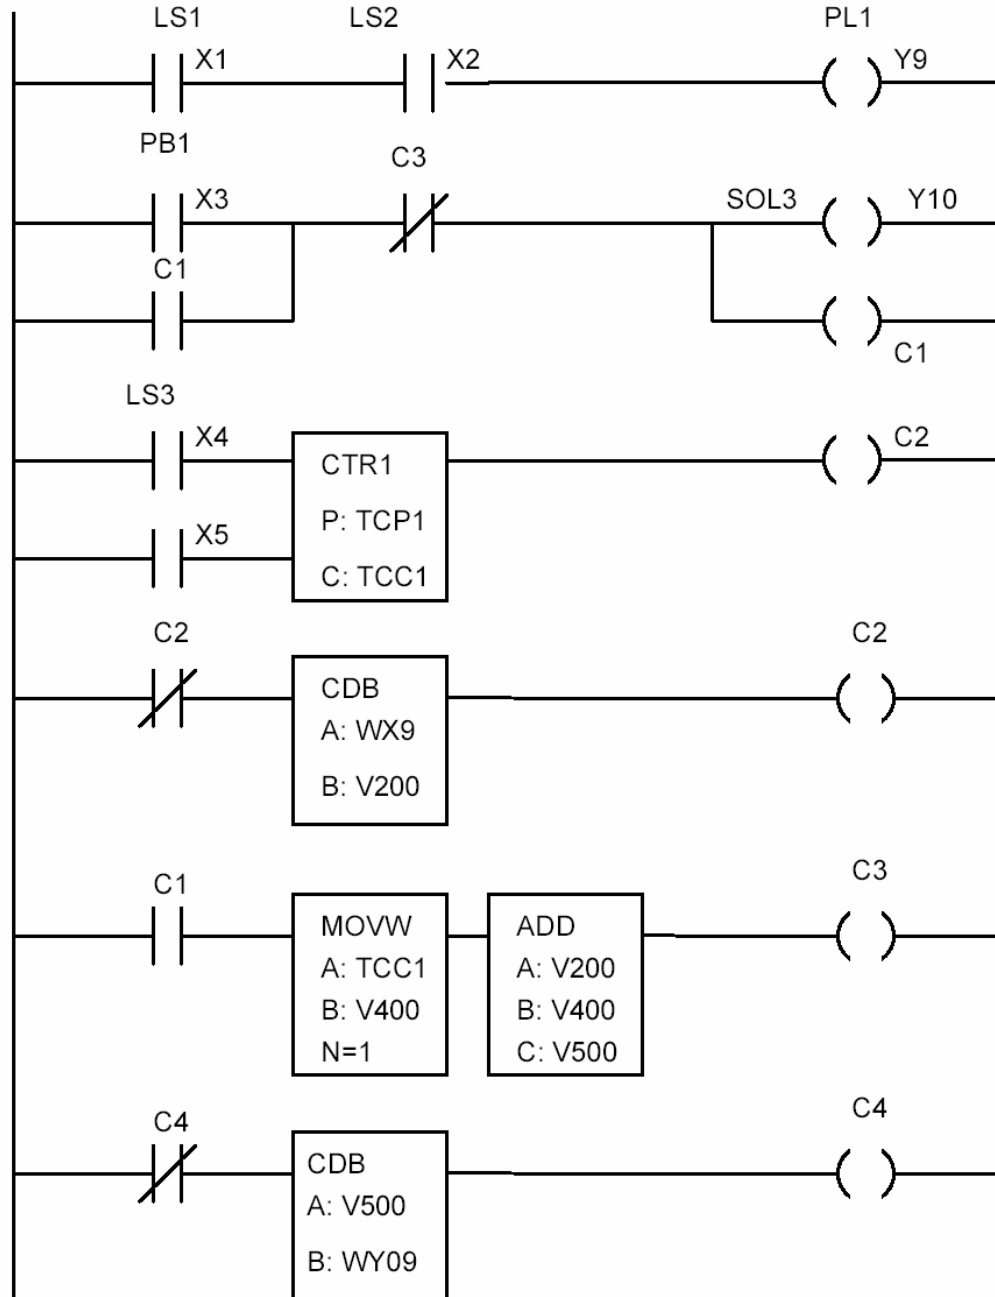 LS1 LS2 PL1
X1 X2 Y9
PB1
C3
X3 SOL3 Y10
C1
C1
LS3
X4 C2
CTR1
P: TCP1
X5
C: TCC1
C2 C2
CDB
A: WX9
B: V200
C1 C3
MOVW ADD
A: TCC1 A: V200
B: V400 B: V400
N=1 C: V500
C4 C4
CDB
A: V500
B: WY09